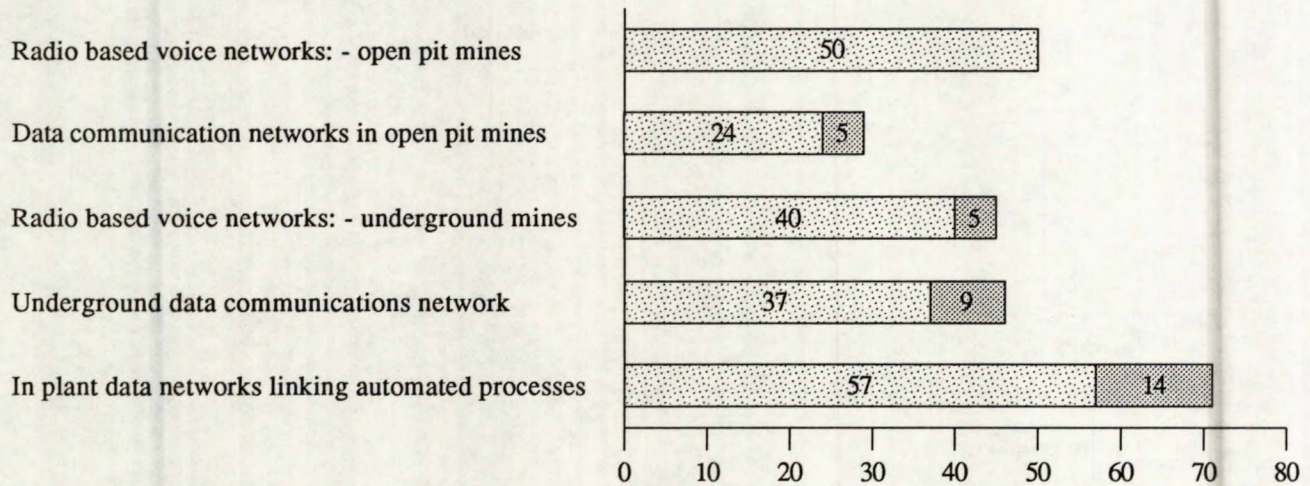 Radio based voice networks: - open pit mines 50
Data communication networks in open pit mines 24 5
Radio based voice networks: - underground mines 40 5
Underground data communications network 37 9
In plant data networks linking automated processes 57 14
0 10 20 30 40 50 60 70 80